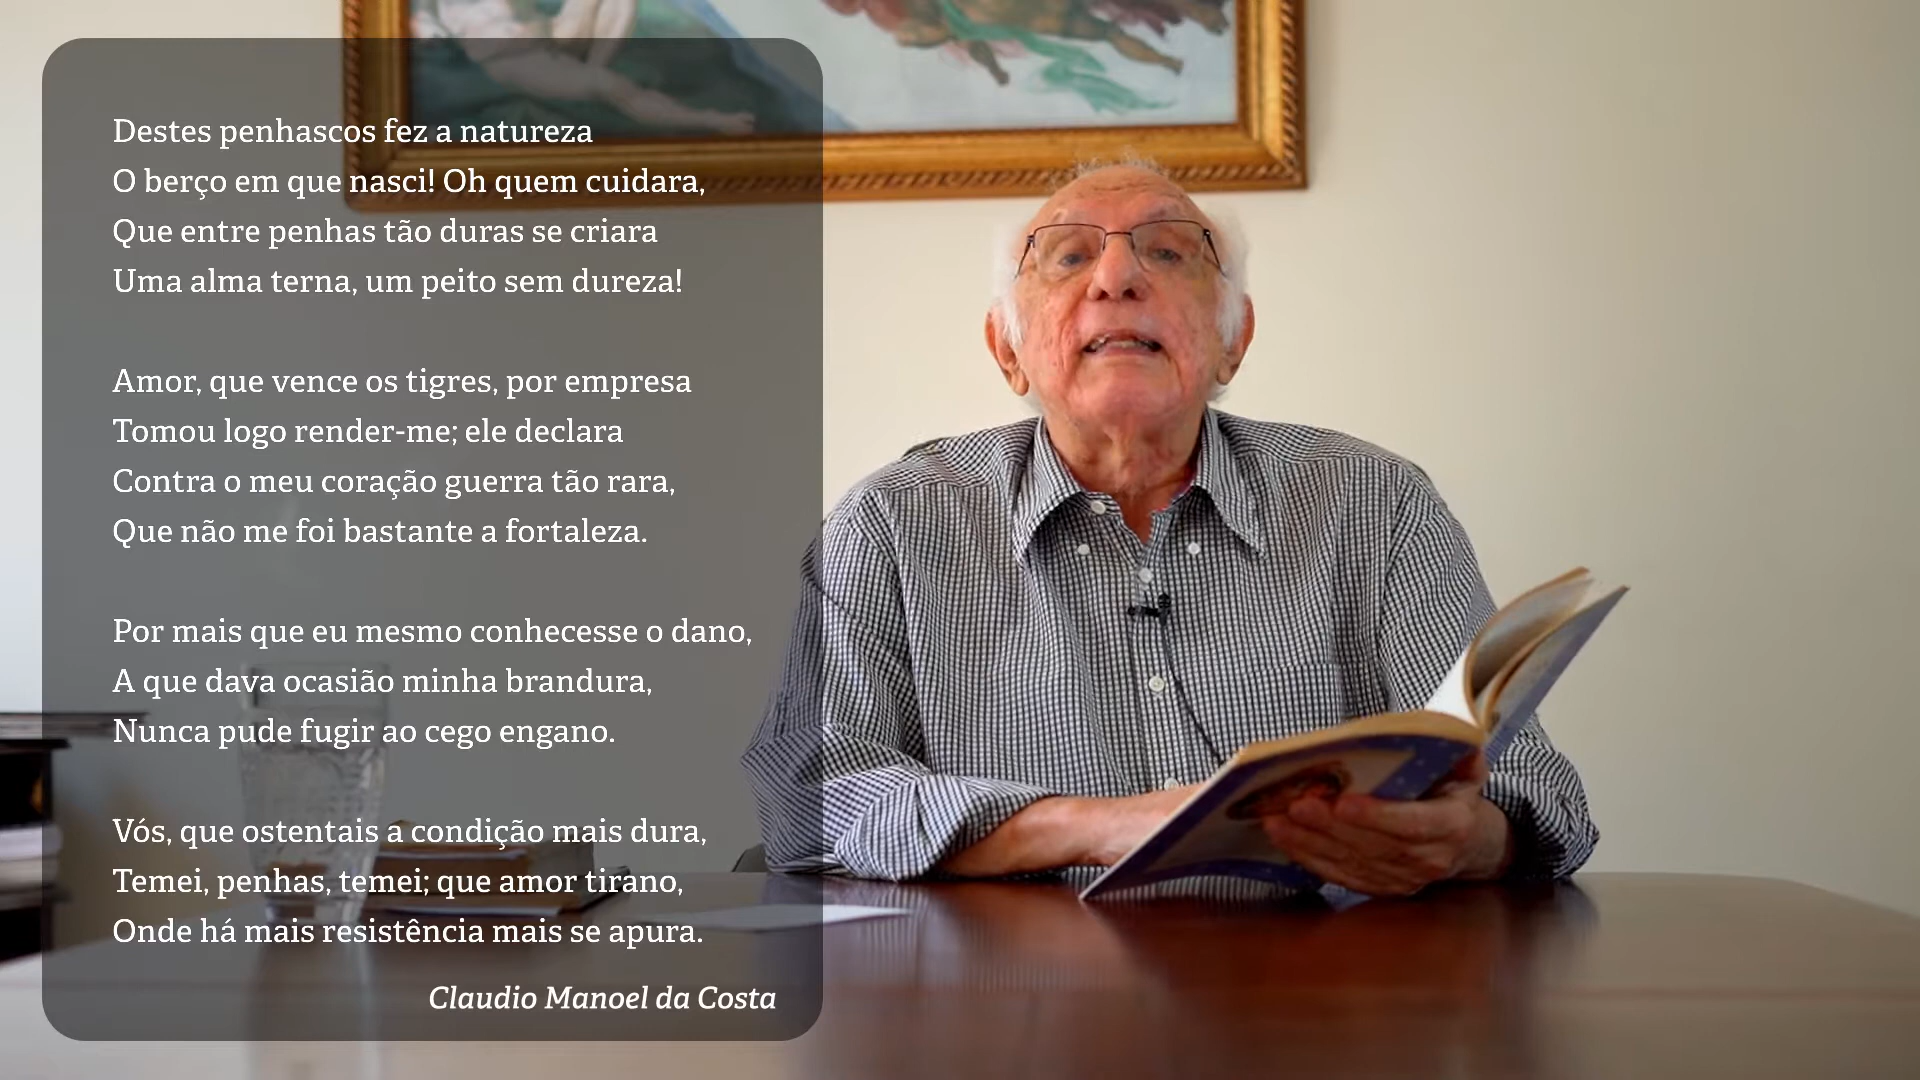 Destes penhascos fez a natureza
O berço em que nasci! Oh quem cuidara,
Que entre penhas tão duras se criara
Uma alma terna, um peito sem dureza!
Amor, que vence os tigres, por empresa
Tomou logo render-me; ele declara
Contra o meu coração guerra tão rara,
Que não me foi bastante a fortaleza.
Por mais que eu mesmo conhecesse o dano,
A que dava ocasião minha brandura,
Nunca pude fugir ao cego engano.
Vós, que ostentais a condição mais dura,
Temei, penhas, temei; que amor tirano,
Onde há mais resistência mais se apura.
Claudio Manoel da Costa